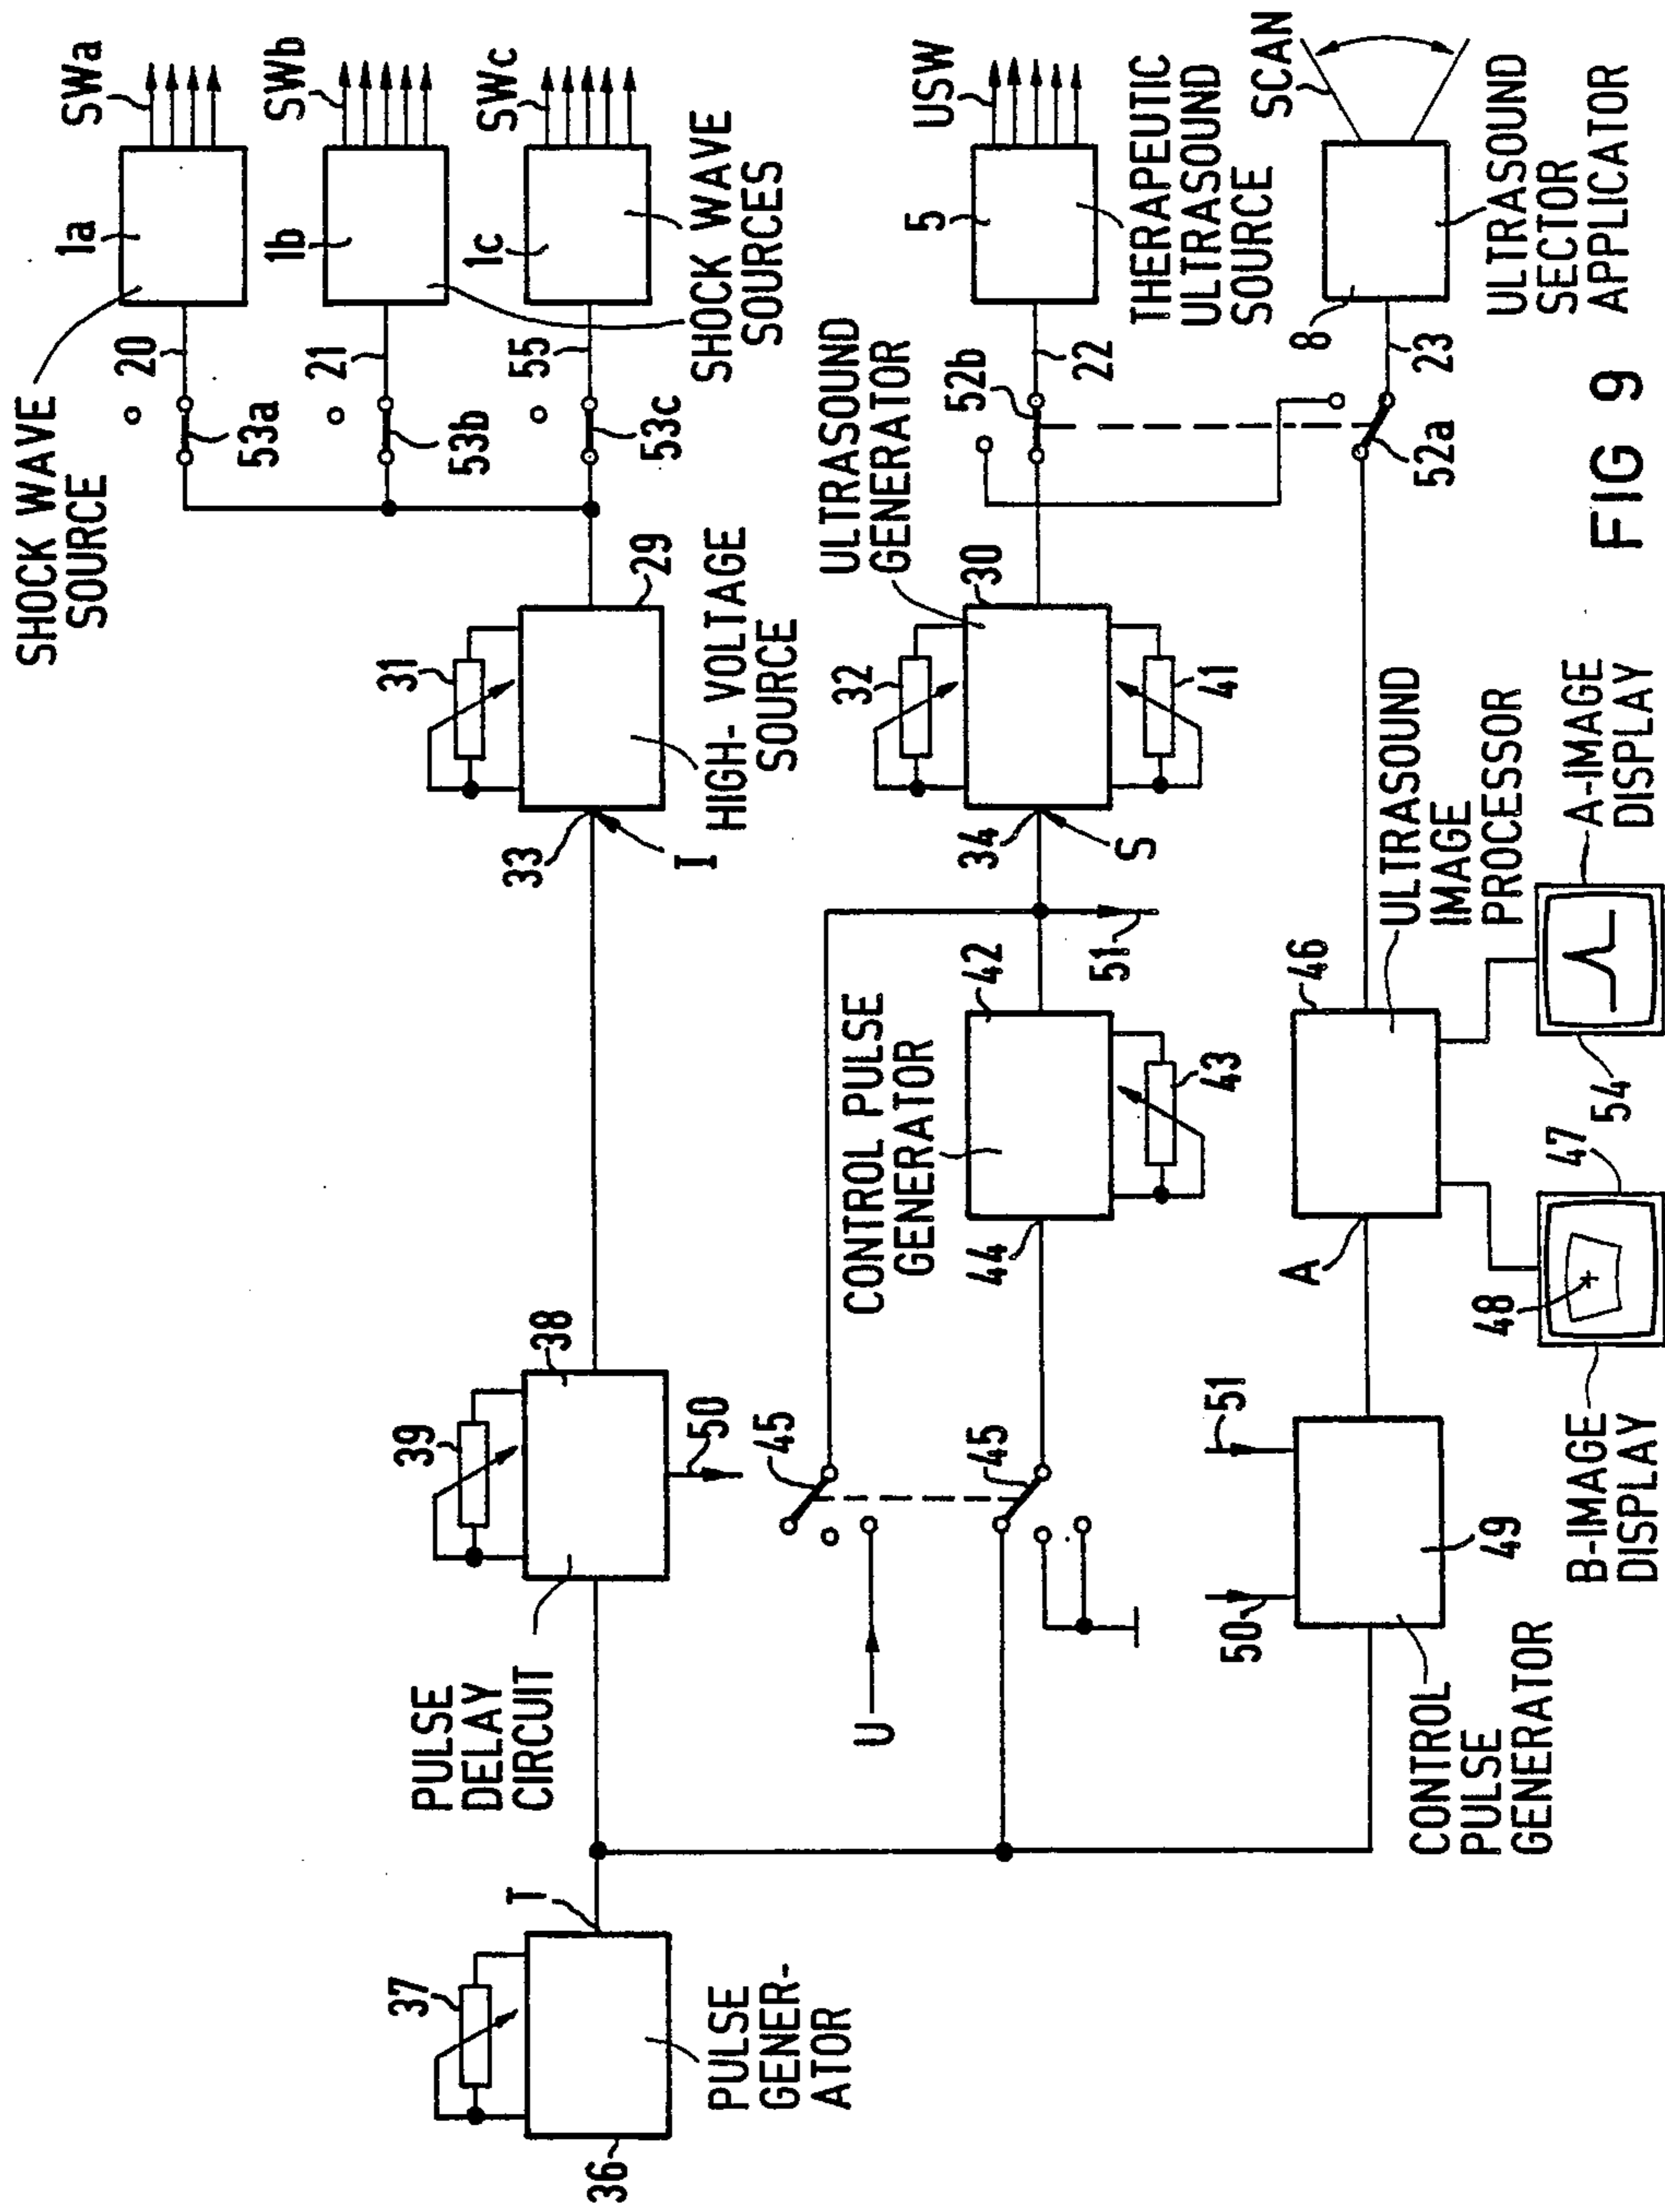 SHOCK WAVE
SOURCE
1a
SWa
20
53a
1b
SWb
21
53b
1c
SWc
55
53c
SHOCK WAVE
SOURCES
37
36
T
PULSE
GENER-
ATOR
PULSE
DELAY
CIRCUIT
39
38
50
31
33
I
29
HIGH-VOLTAGE
SOURCE
U
45
45
CONTROL PULSE
GENERATOR
44
42
43
51
34
S
32
30
41
ULTRASOUND
GENERATOR
52b
22
5
USW
THERAPEUTIC
ULTRASOUND
SOURCE
50
51
49
CONTROL
PULSE
GENERATOR
A
46
ULTRASOUND
IMAGE
PROCESSOR
52a
23
8
SCAN
ULTRASOUND
SECTOR
APPLICATOR
48
47
B-IMAGE
DISPLAY
54
A-IMAGE
DISPLAY
FIG 9